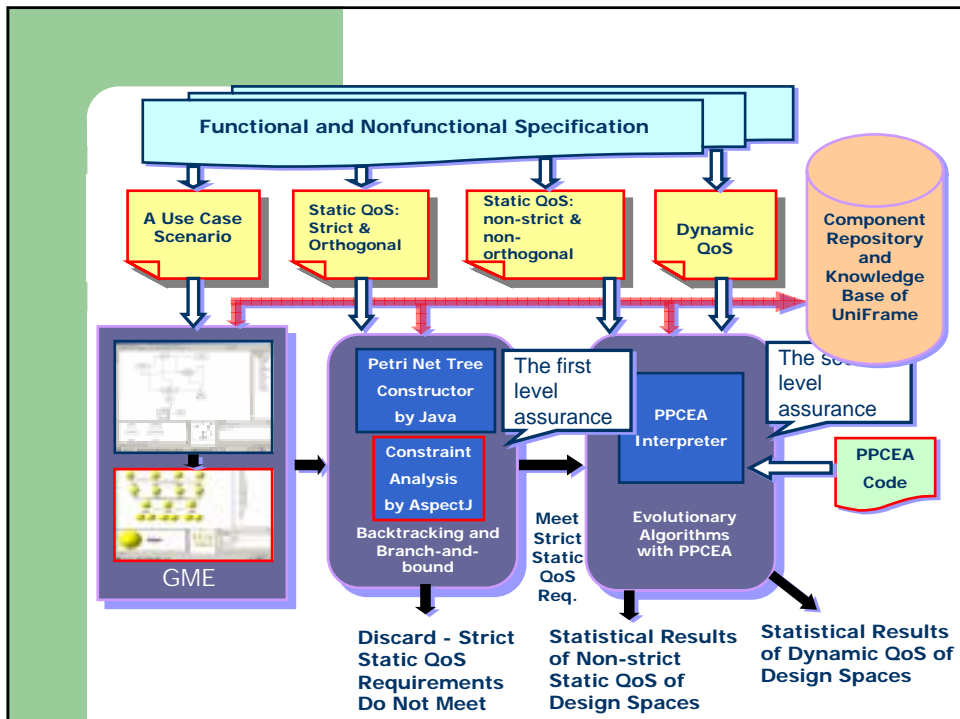 Functional and Nonfunctional Specification
A Use Case
Scenario
Static QoS:
Strict &
Orthogonal
Static QoS:
non-strict &
non-
orthogonal
Dynamic
QoS
Component
Repository
and
Knowledge
Base of
UniFrame
Petri Net Tree
Constructor
by Java
Constraint
Analysis
by AspectJ
Backtracking and
Branch-and-
bound
The first
level
assurance
PPCEA
Interpreter
Evolutionary
Algorithms
with PPCEA
The
level
assurance
PPCEA
Code
GME
Meet
Strict
Static
QoS
Req.
Discard - Strict
Static QoS
Requirements
Do Not Meet
Statistical Results
of Non-strict
Static QoS of
Design Spaces
Statistical Results
of Dynamic QoS of
Design Spaces